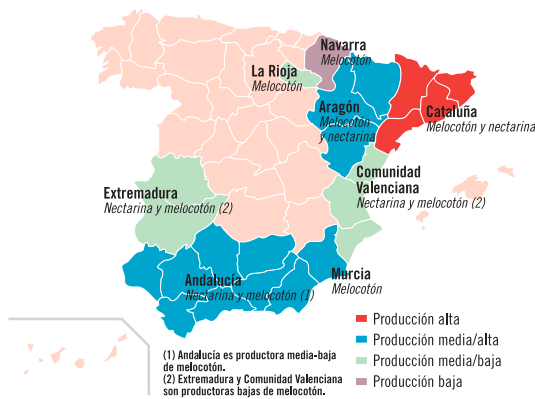 Navarra
Melocotón
La Rioja
Melocotón
Aragón
Melocotón
y nectarina
Cataluña
Melocotón y nectarina
Comunidad
Valenciana
Nectarina y melocotón (2)
Extremadura
Nectarina y melocotón (2)
Andalucía
Nectarina y melocotón (1)
Murcia
Melocotón
Producción alta
Producción media/alta
Producción media/baja
Producción baja
(1) Andalucía es productora media-baja
de melocotón.
(2) Extremadura y Comunidad Valenciana
son productoras bajas de melocotón.